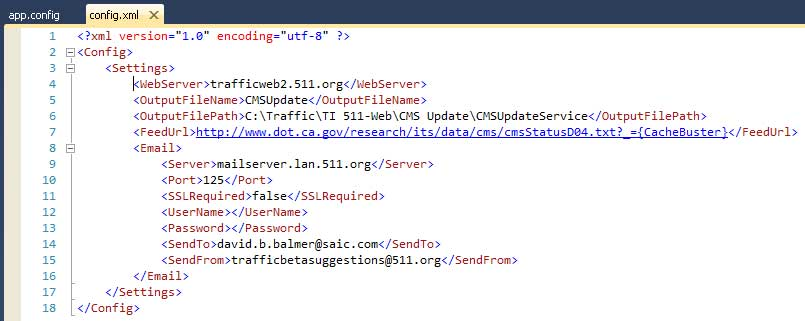 app.config config.xml
1 <?xml version="1.0" encoding="utf-8" ?>
2 <Config>
3 <Settings>
4 <WebServer>trafficweb2.511.org</WebServer>
5 <OutputFileName>CMSUpdate</OutputFileName>
6 <OutputFilePath>C:\Traffic\TI 511-Web\CMS Update\CMSUpdateService</OutputFilePath>
7 <FeedUrl>http://www.dot.ca.gov/research/its/data/cms/cmsStatusD04.txt?_={CacheBuster}</FeedUrl>
8 <Email>
9 <Server>mailserver.lan.511.org</Server>
10 <Port>125</Port>
11 <SSLRequired>false</SSLRequired>
12 <UserName></UserName>
13 <Password></Password>
14 <SendTo>david.b.balmer@saic.com</SendTo>
15 <SendFrom>trafficbetasuggestions@511.org</SendFrom>
16 </Email>
17 </Settings>
18 </Config>